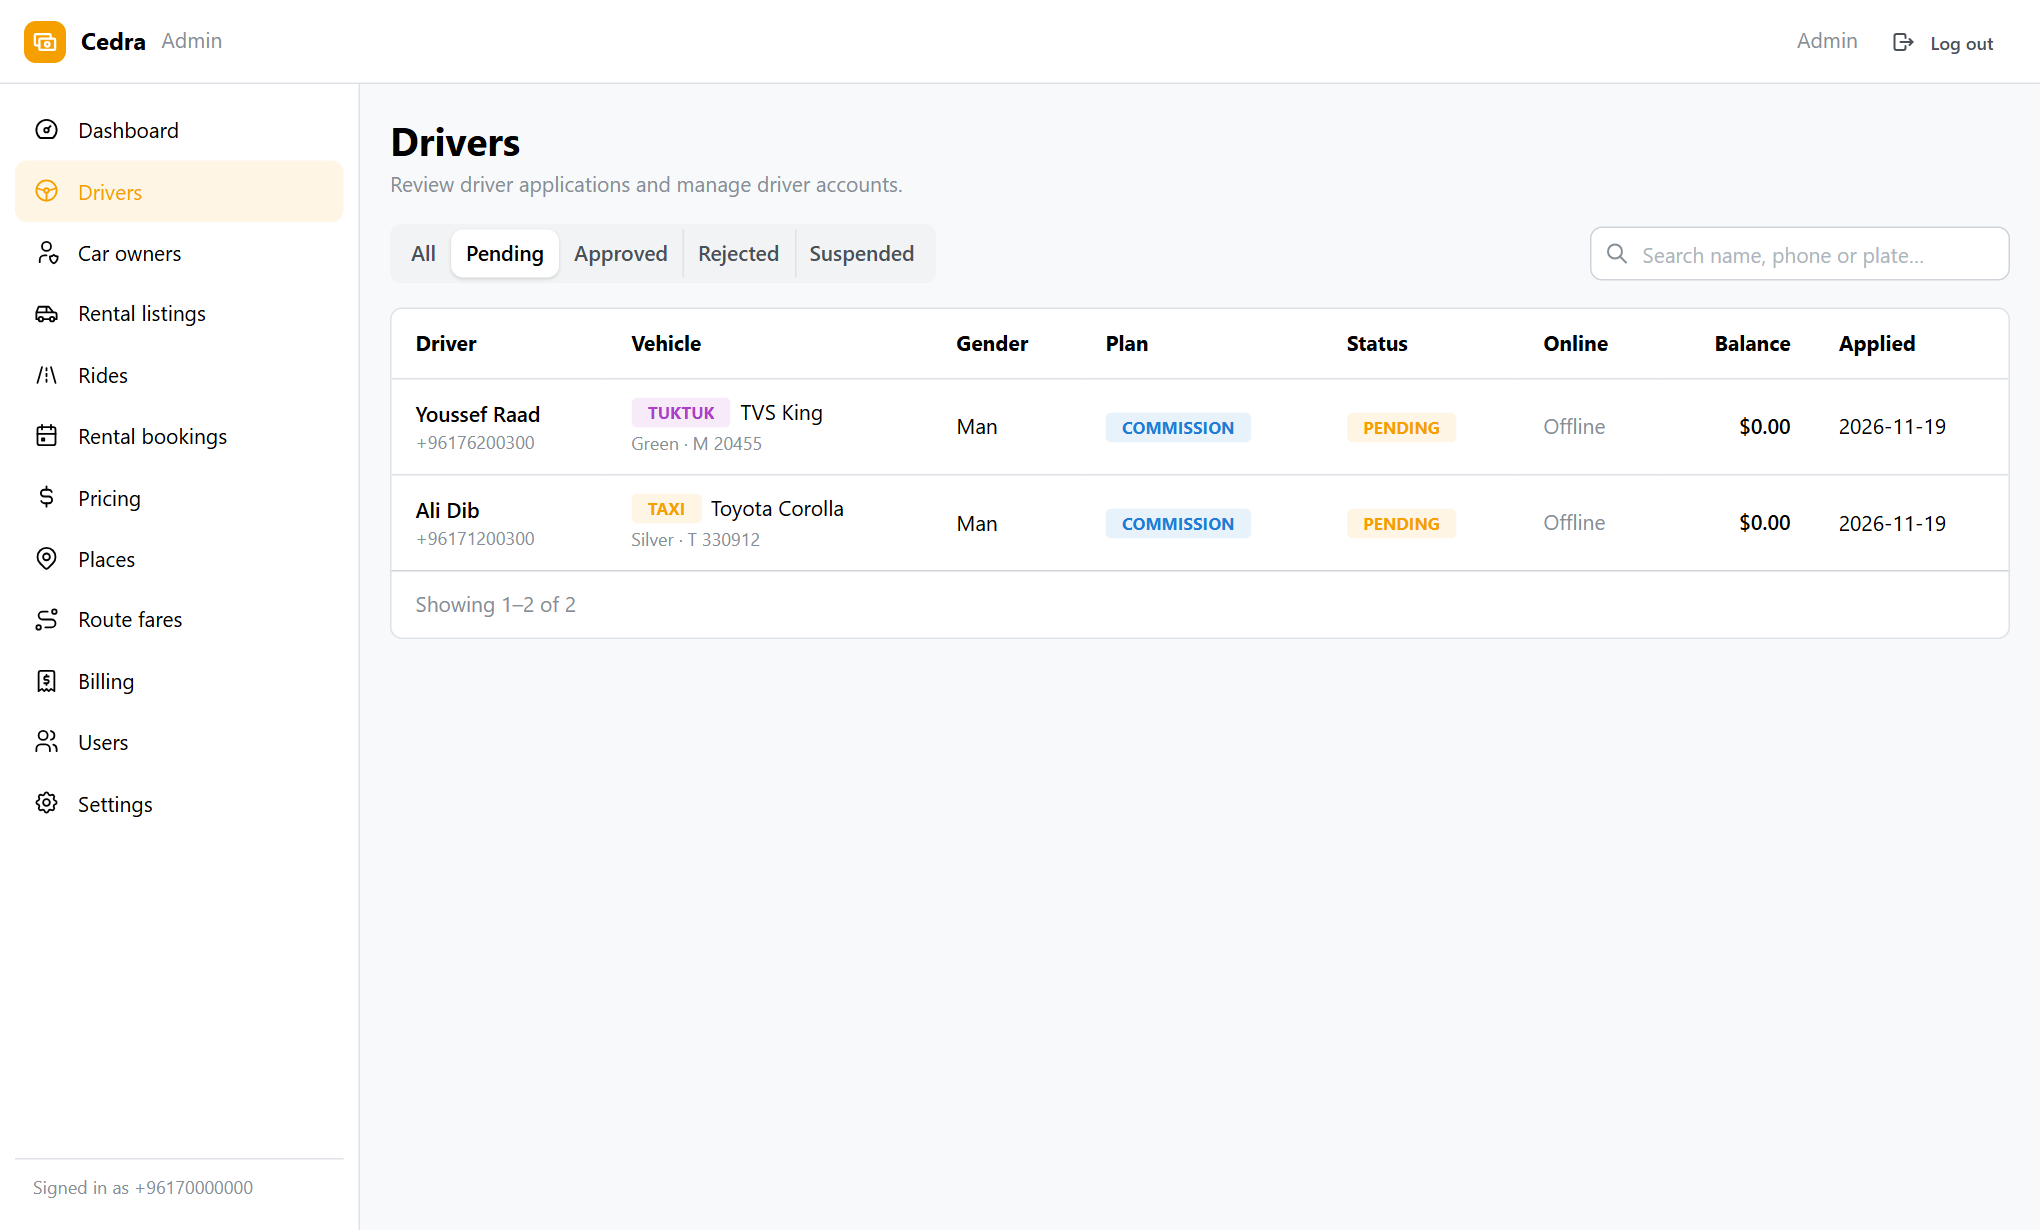 Cedra Admin
Admin Log out
Dashboard
Drivers
Car owners
Rental listings
Rides
Rental bookings
Pricing
Places
Route fares
Billing
Users
Settings
Signed in as +96170000000
Drivers
Review driver applications and manage driver accounts.
All Pending Approved Rejected Suspended
Search name, phone or plate...
Driver Vehicle Gender Plan Status Online Balance Applied
Youssef Raad TUKTUK TVS King Man COMMISSION PENDING Offline $0.00 2026-11-19
+96176200300 Green · M 20455
Ali Dib TAXI Toyota Corolla Man COMMISSION PENDING Offline $0.00 2026-11-19
+96171200300 Silver · T 330912
Showing 1–2 of 2